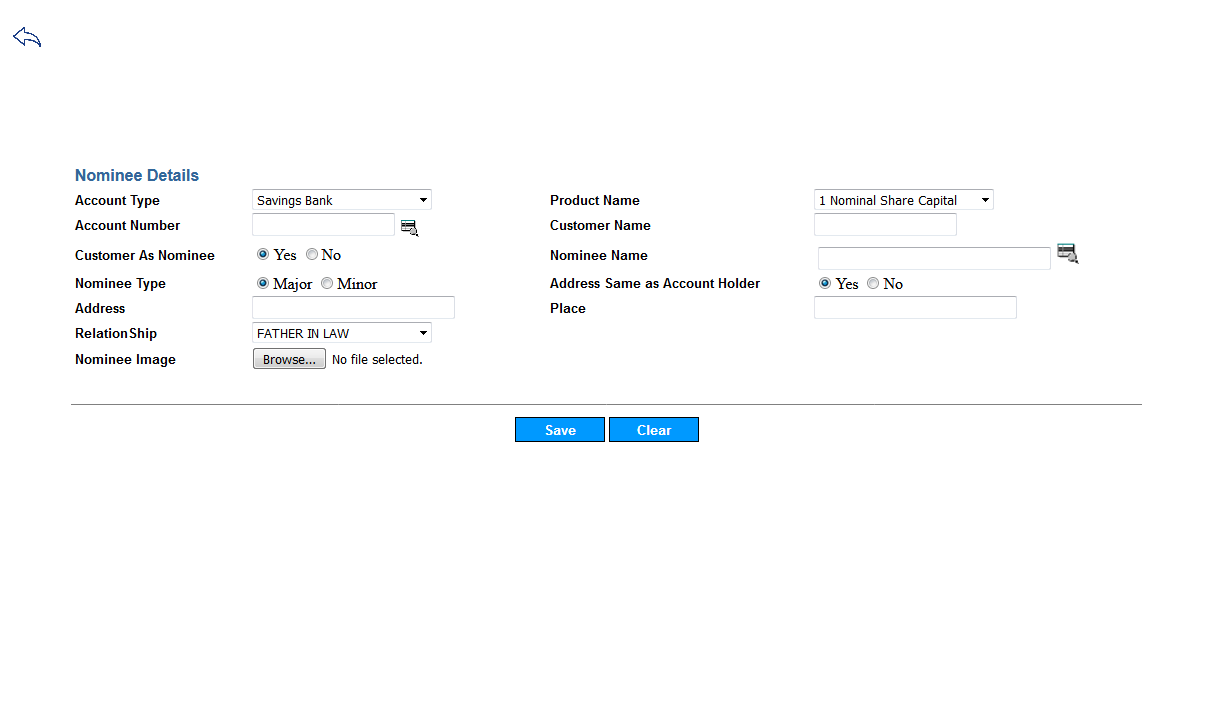 Nominee Details
Account Type Savings Bank Product Name 1 Nominal Share Capital
Account Number Customer Name
Customer As Nominee Yes No Nominee Name
Nominee Type Major Minor Address Same as Account Holder Yes No
Address Place
RelationShip FATHER IN LAW
Nominee Image Browse... No file selected.
Save Clear